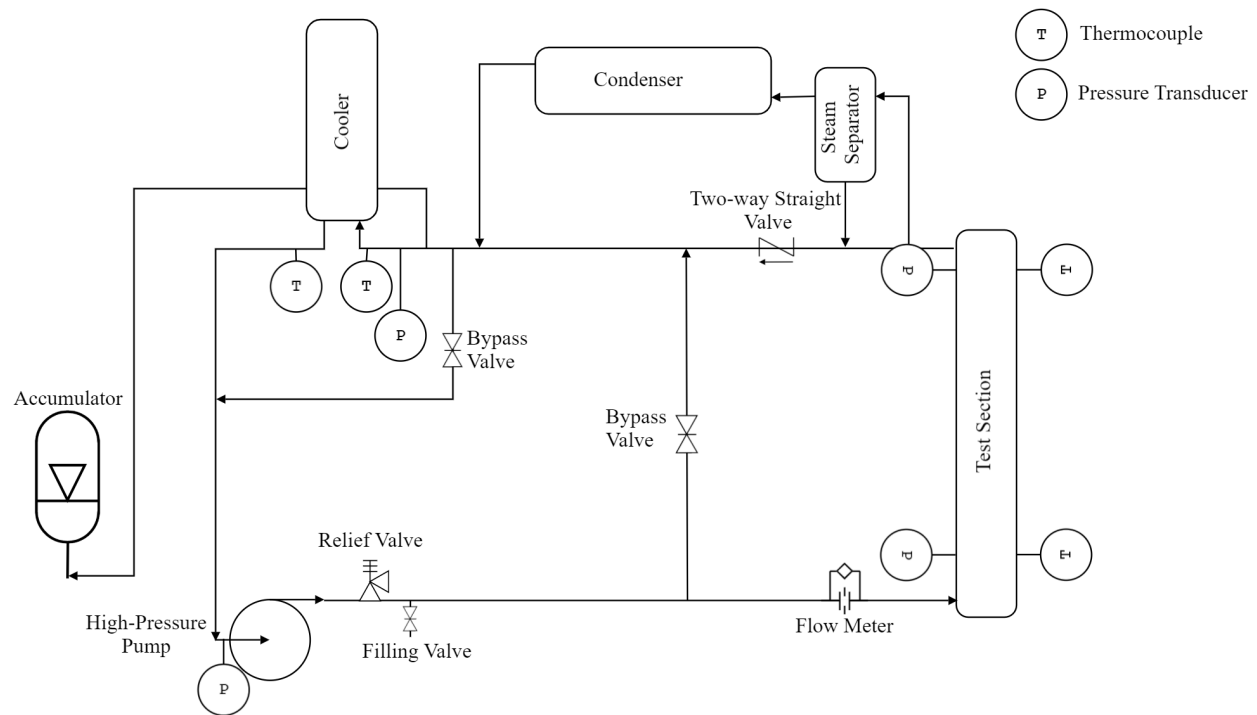 T
Thermocouple
P
Pressure Transducer
Cooler
Condenser
Steam
Separator
Two-way Straight
Valve
T
T
P
P
T
Bypass
Valve
Accumulator
Bypass
Valve
Test Section
P
T
Relief Valve
High-Pressure
Pump
Filling Valve
Flow Meter
P